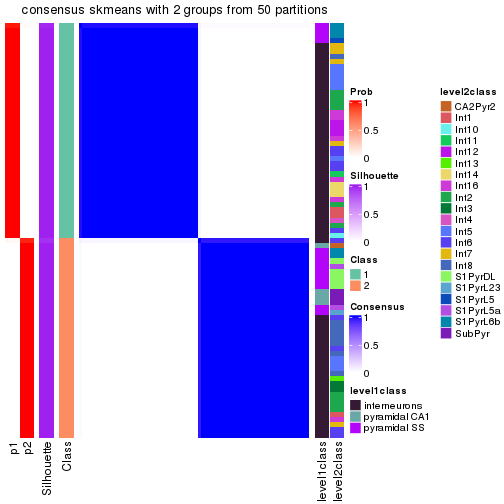 consensus skmeans with 2 groups from 50 partitions
Prob
1
0.5
0
Silhouette
1
0.5
0
Class
1
2
Consensus
1
0.5
0
level1class
interneurons
pyramidal CA1
pyramidal SS
level2class
CA2Pyr2
Int1
Int10
Int11
Int12
Int13
Int14
Int16
Int2
Int3
Int4
Int5
Int6
Int7
Int8
S1PyrDL
S1PyrL23
S1PyrL5
S1PyrL5a
S1PyrL6b
SubPyr
p1
p2
Silhouette
Class
level1class
level2class